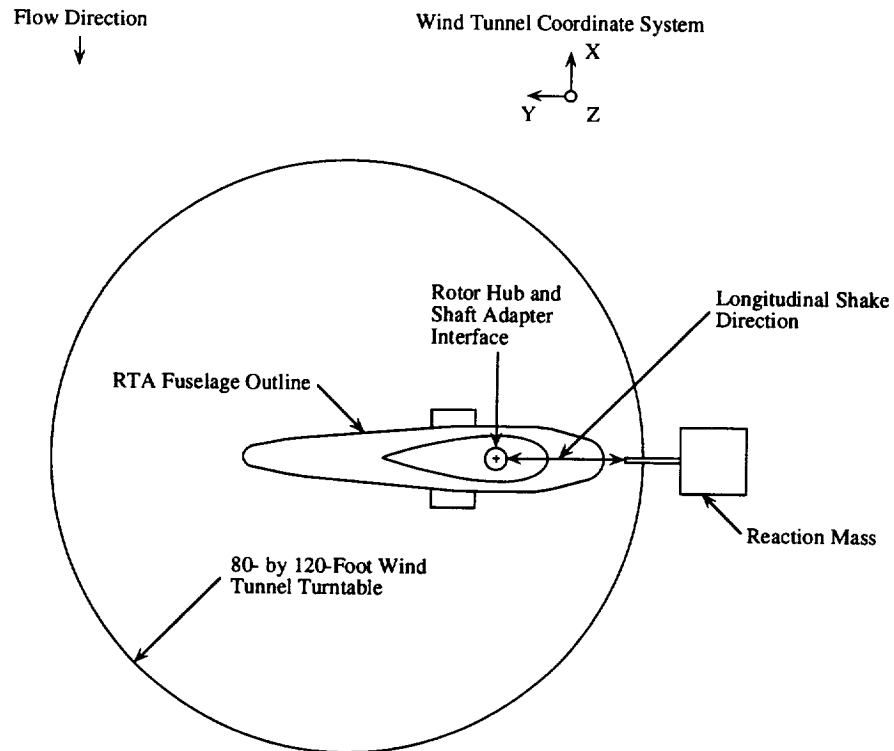 Flow Direction
Wind Tunnel Coordinate System
X
Y
Z
Rotor Hub and
Shaft Adapter
Interface
Longitudinal Shake
Direction
RTA Fuselage Outline
Reaction Mass
80- by 120-Foot Wind
Tunnel Turntable